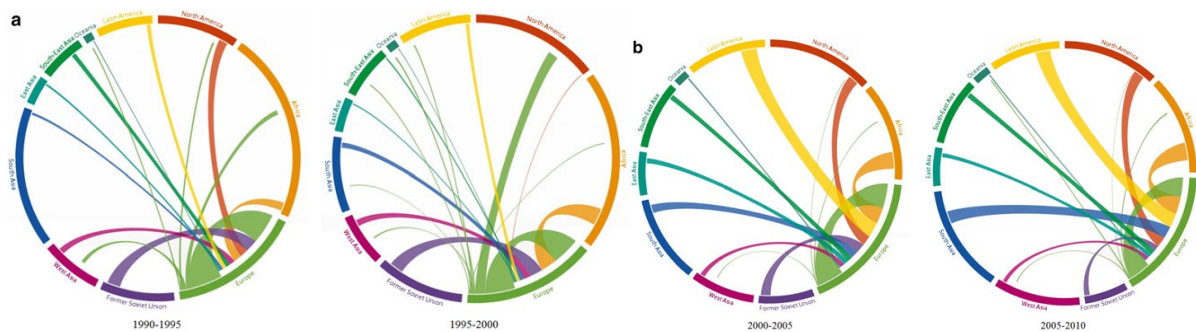 a
Oceania
Latin America
North America
South-East Asia
East Asia
Africa
South Asia
West Asia
Former Soviet Union
Europe
1990-1995
Oceania
Latin America
North America
South-East Asia
East Asia
Africa
South Asia
West Asia
Former Soviet Union
Europe
1995-2000
b
Oceania
Latin America
North America
South-East Asia
Africa
East Asia
South Asia
Europe
West Asia
Former Soviet Union
2000-2005
Oceania
Latin America
North America
South-East Asia
Africa
East Asia
South Asia
Europe
West Asia
Former Soviet Union
2005-2010